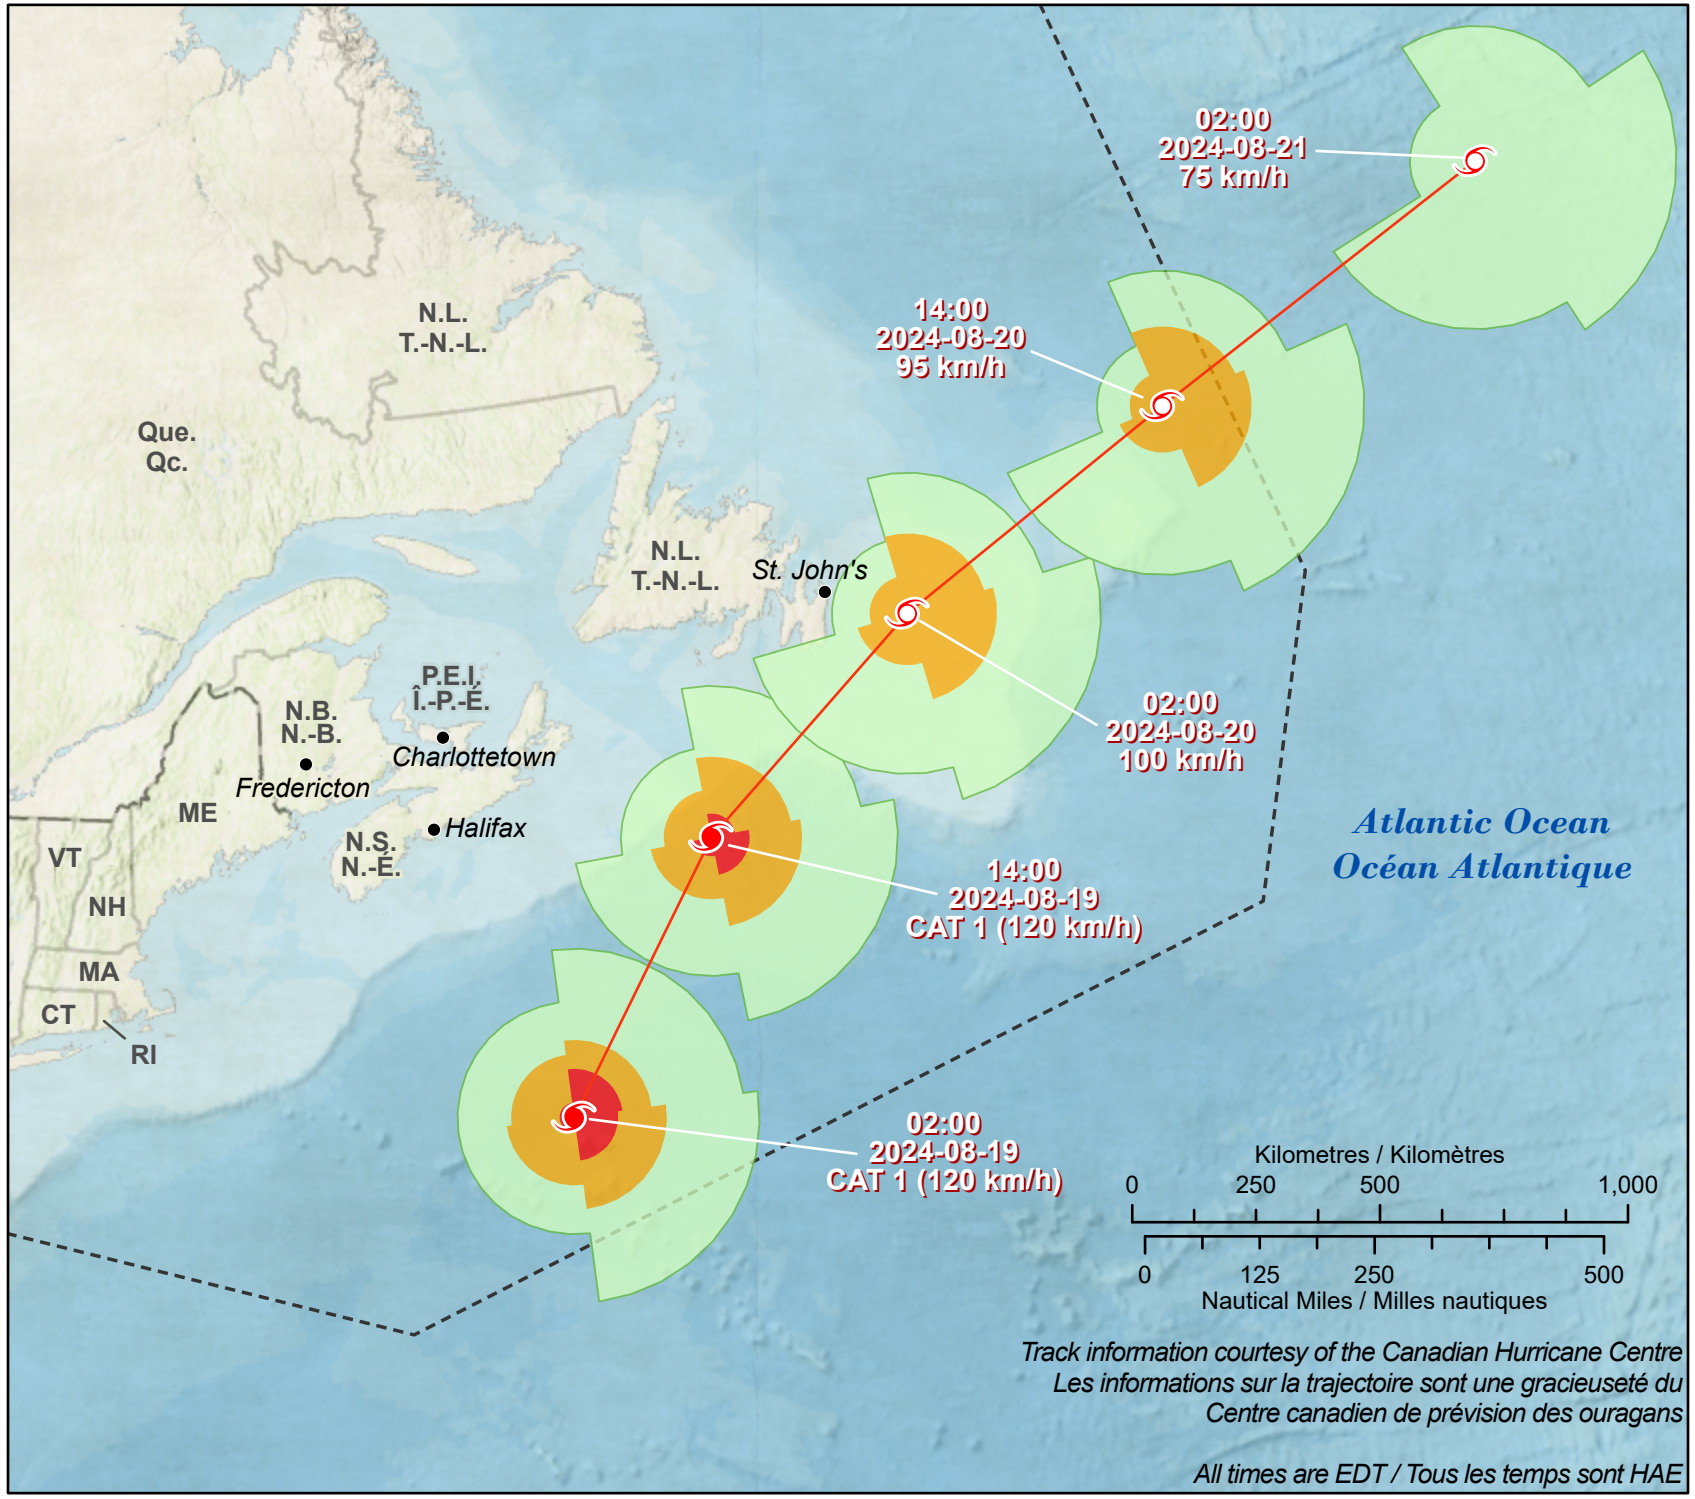 02:00
2024-08-21
75 km/h
14:00
2024-08-20
95 km/h
N.L.
T.-N.-L.
Que.
Qc.
N.L.
T.-N.-L.
St. John's
P.E.I.
Î.-P.-É.
N.B.
N.-B.
Charlottetown
Fredericton
ME
Halifax
N.S.
N.-É.
VT
NH
MA
CT
RI
02:00
2024-08-20
100 km/h
Atlantic Ocean
Océan Atlantique
14:00
2024-08-19
CAT 1 (120 km/h)
02:00
2024-08-19
CAT 1 (120 km/h)
Kilometres / Kilomètres
0 250 500 1,000
0 125 250 500
Nautical Miles / Milles nautiques
Track information courtesy of the Canadian Hurricane Centre
Les informations sur la trajectoire sont une gracieuseté du
Centre canadien de prévision des ouragans
All times are EDT / Tous les temps sont HAE